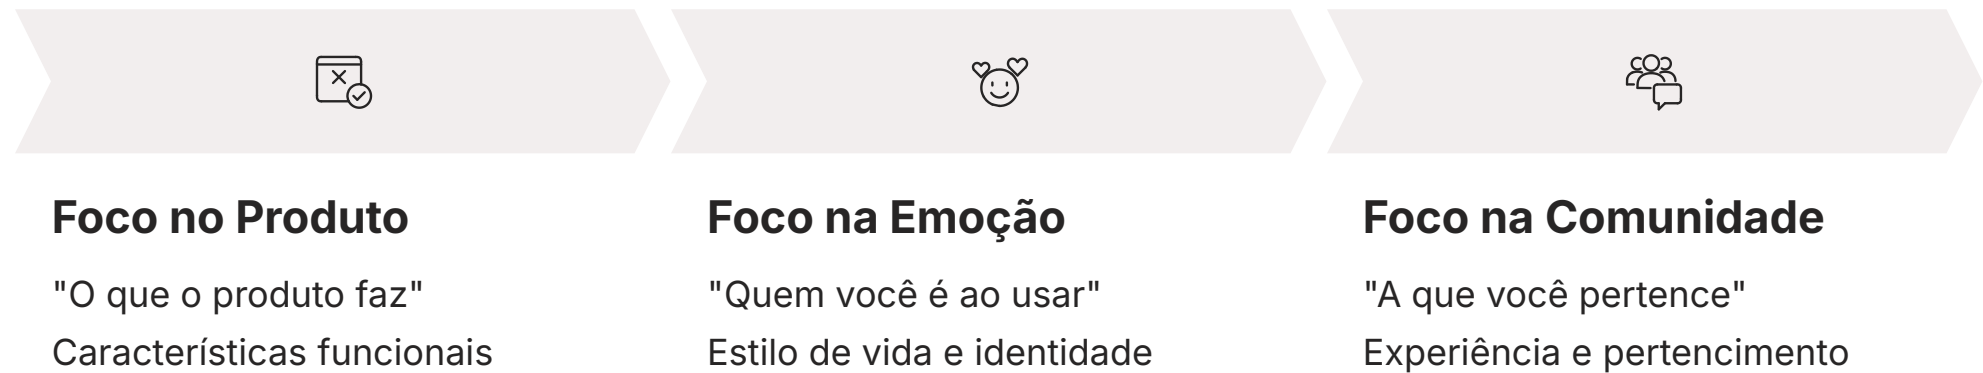 Foco no Produto
"O que o produto faz"
Características funcionais
Foco na Emoção
"Quem você é ao usar"
Estilo de vida e identidade
Foco na Comunidade
"A que você pertence"
Experiência e pertencimento